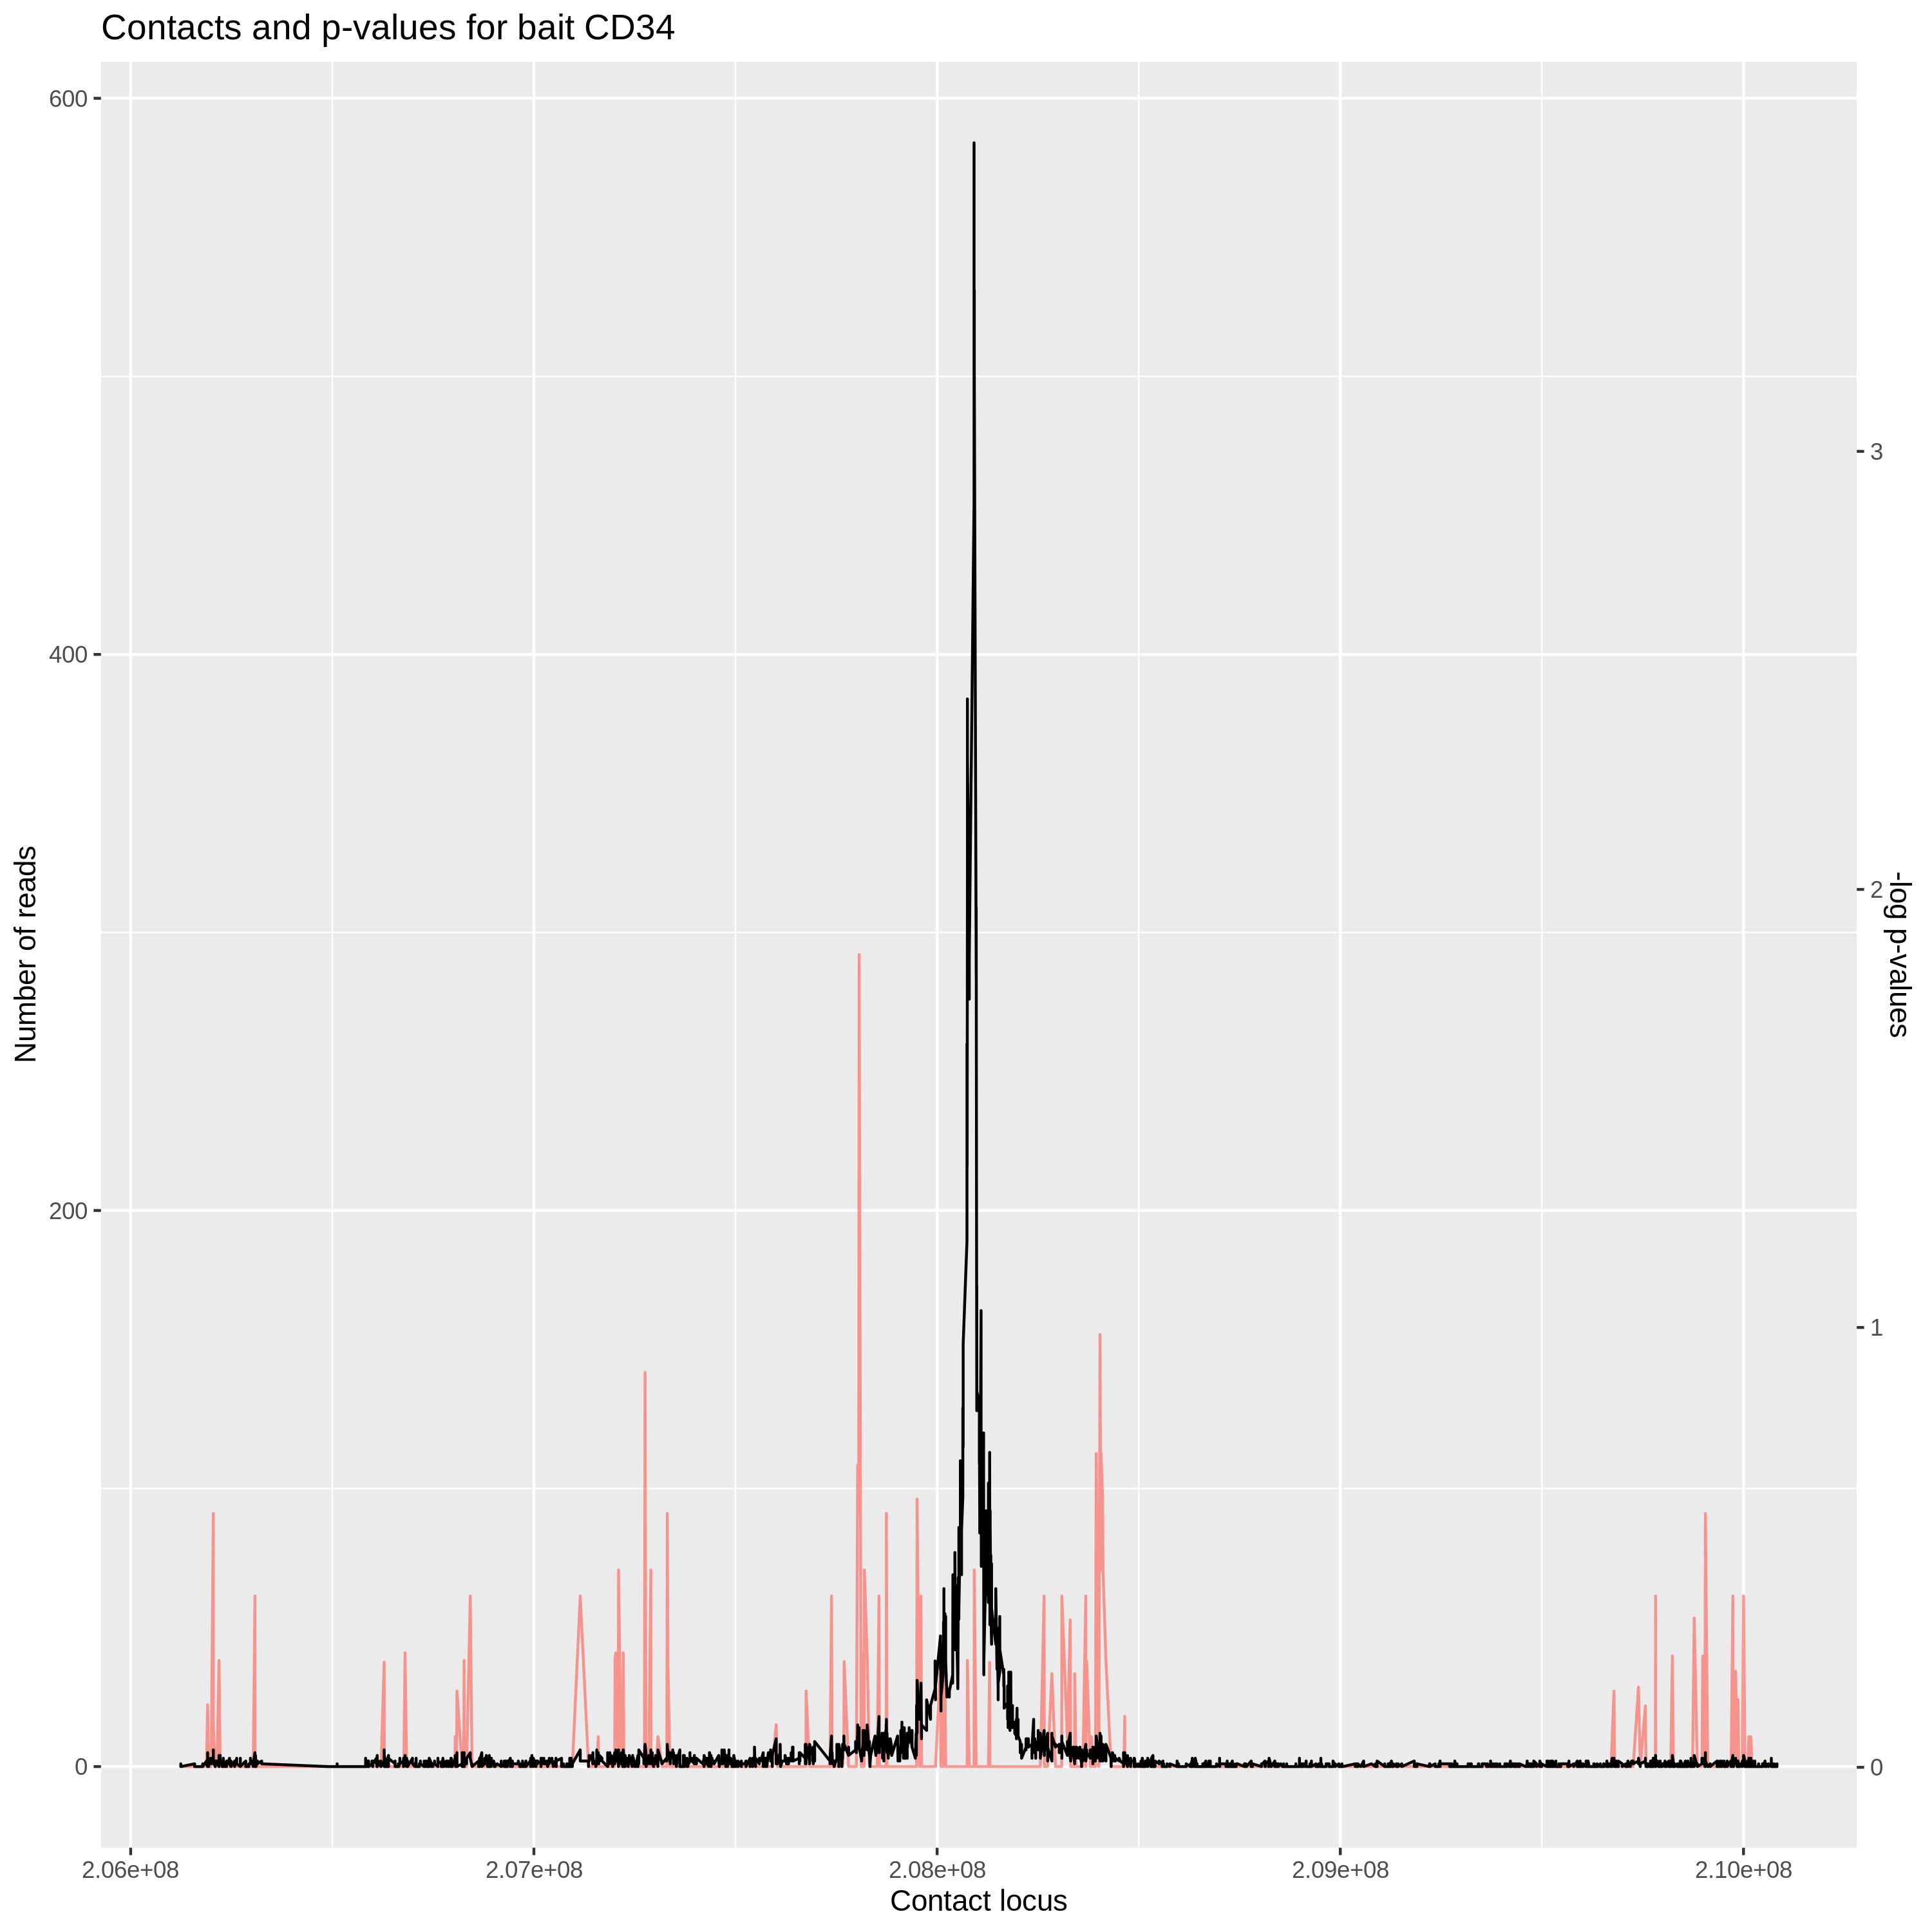 Contacts and p-values for bait CD34
600
400
200
0
Number of reads
3
2
1
0
-log p-values
2.06e+08
2.07e+08
2.08e+08
2.09e+08
2.10e+08
Contact locus